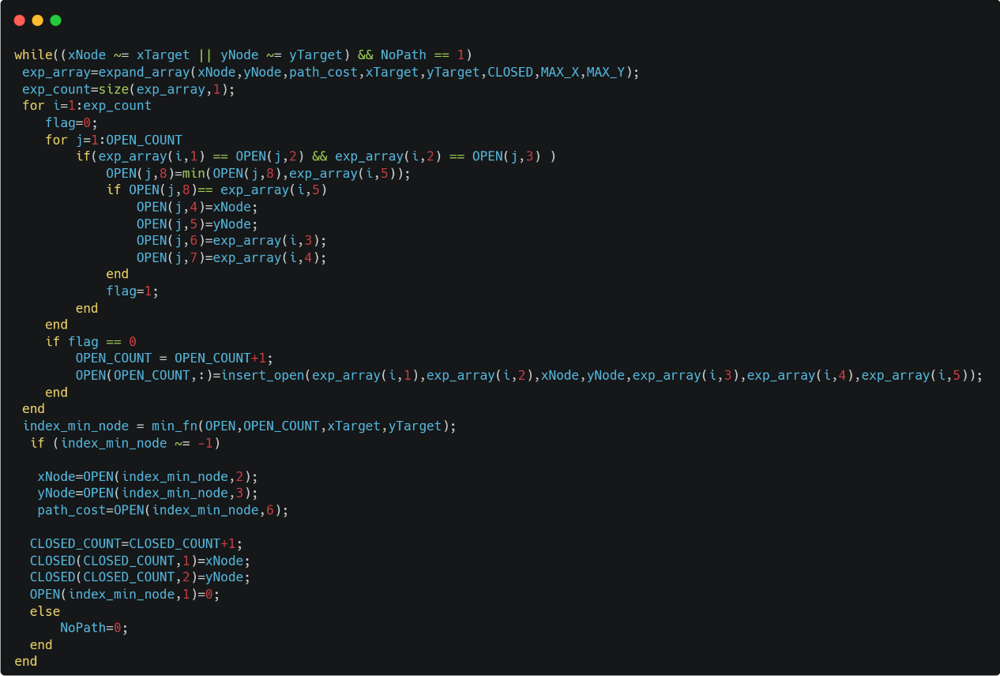 while((xNode ~= xTarget || yNode ~= yTarget) && NoPath == 1)
 exp_array=expand_array(xNode,yNode,path_cost,xTarget,yTarget,CLOSED,MAX_X,MAX_Y);
 exp_count=size(exp_array,1);
 for i=1:exp_count
    flag=0;
    for j=1:OPEN_COUNT
        if(exp_array(i,1) == OPEN(j,2) && exp_array(i,2) == OPEN(j,3) )
            OPEN(j,8)=min(OPEN(j,8),exp_array(i,5));
            if OPEN(j,8)== exp_array(i,5)
                OPEN(j,4)=xNode;
                OPEN(j,5)=yNode;
                OPEN(j,6)=exp_array(i,3);
                OPEN(j,7)=exp_array(i,4);
            end
            flag=1;
        end
    end
    if flag == 0
        OPEN_COUNT = OPEN_COUNT+1;
        OPEN(OPEN_COUNT,:)=insert_open(exp_array(i,1),exp_array(i,2),xNode,yNode,exp_array(i,3),exp_array(i,4),exp_array(i,5));
    end
 end
 index_min_node = min_fn(OPEN,OPEN_COUNT,xTarget,yTarget);
  if (index_min_node ~= -1)
   xNode=OPEN(index_min_node,2);
   yNode=OPEN(index_min_node,3);
   path_cost=OPEN(index_min_node,6);
  CLOSED_COUNT=CLOSED_COUNT+1;
  CLOSED(CLOSED_COUNT,1)=xNode;
  CLOSED(CLOSED_COUNT,2)=yNode;
  OPEN(index_min_node,1)=0;
  else
      NoPath=0;
  end
end